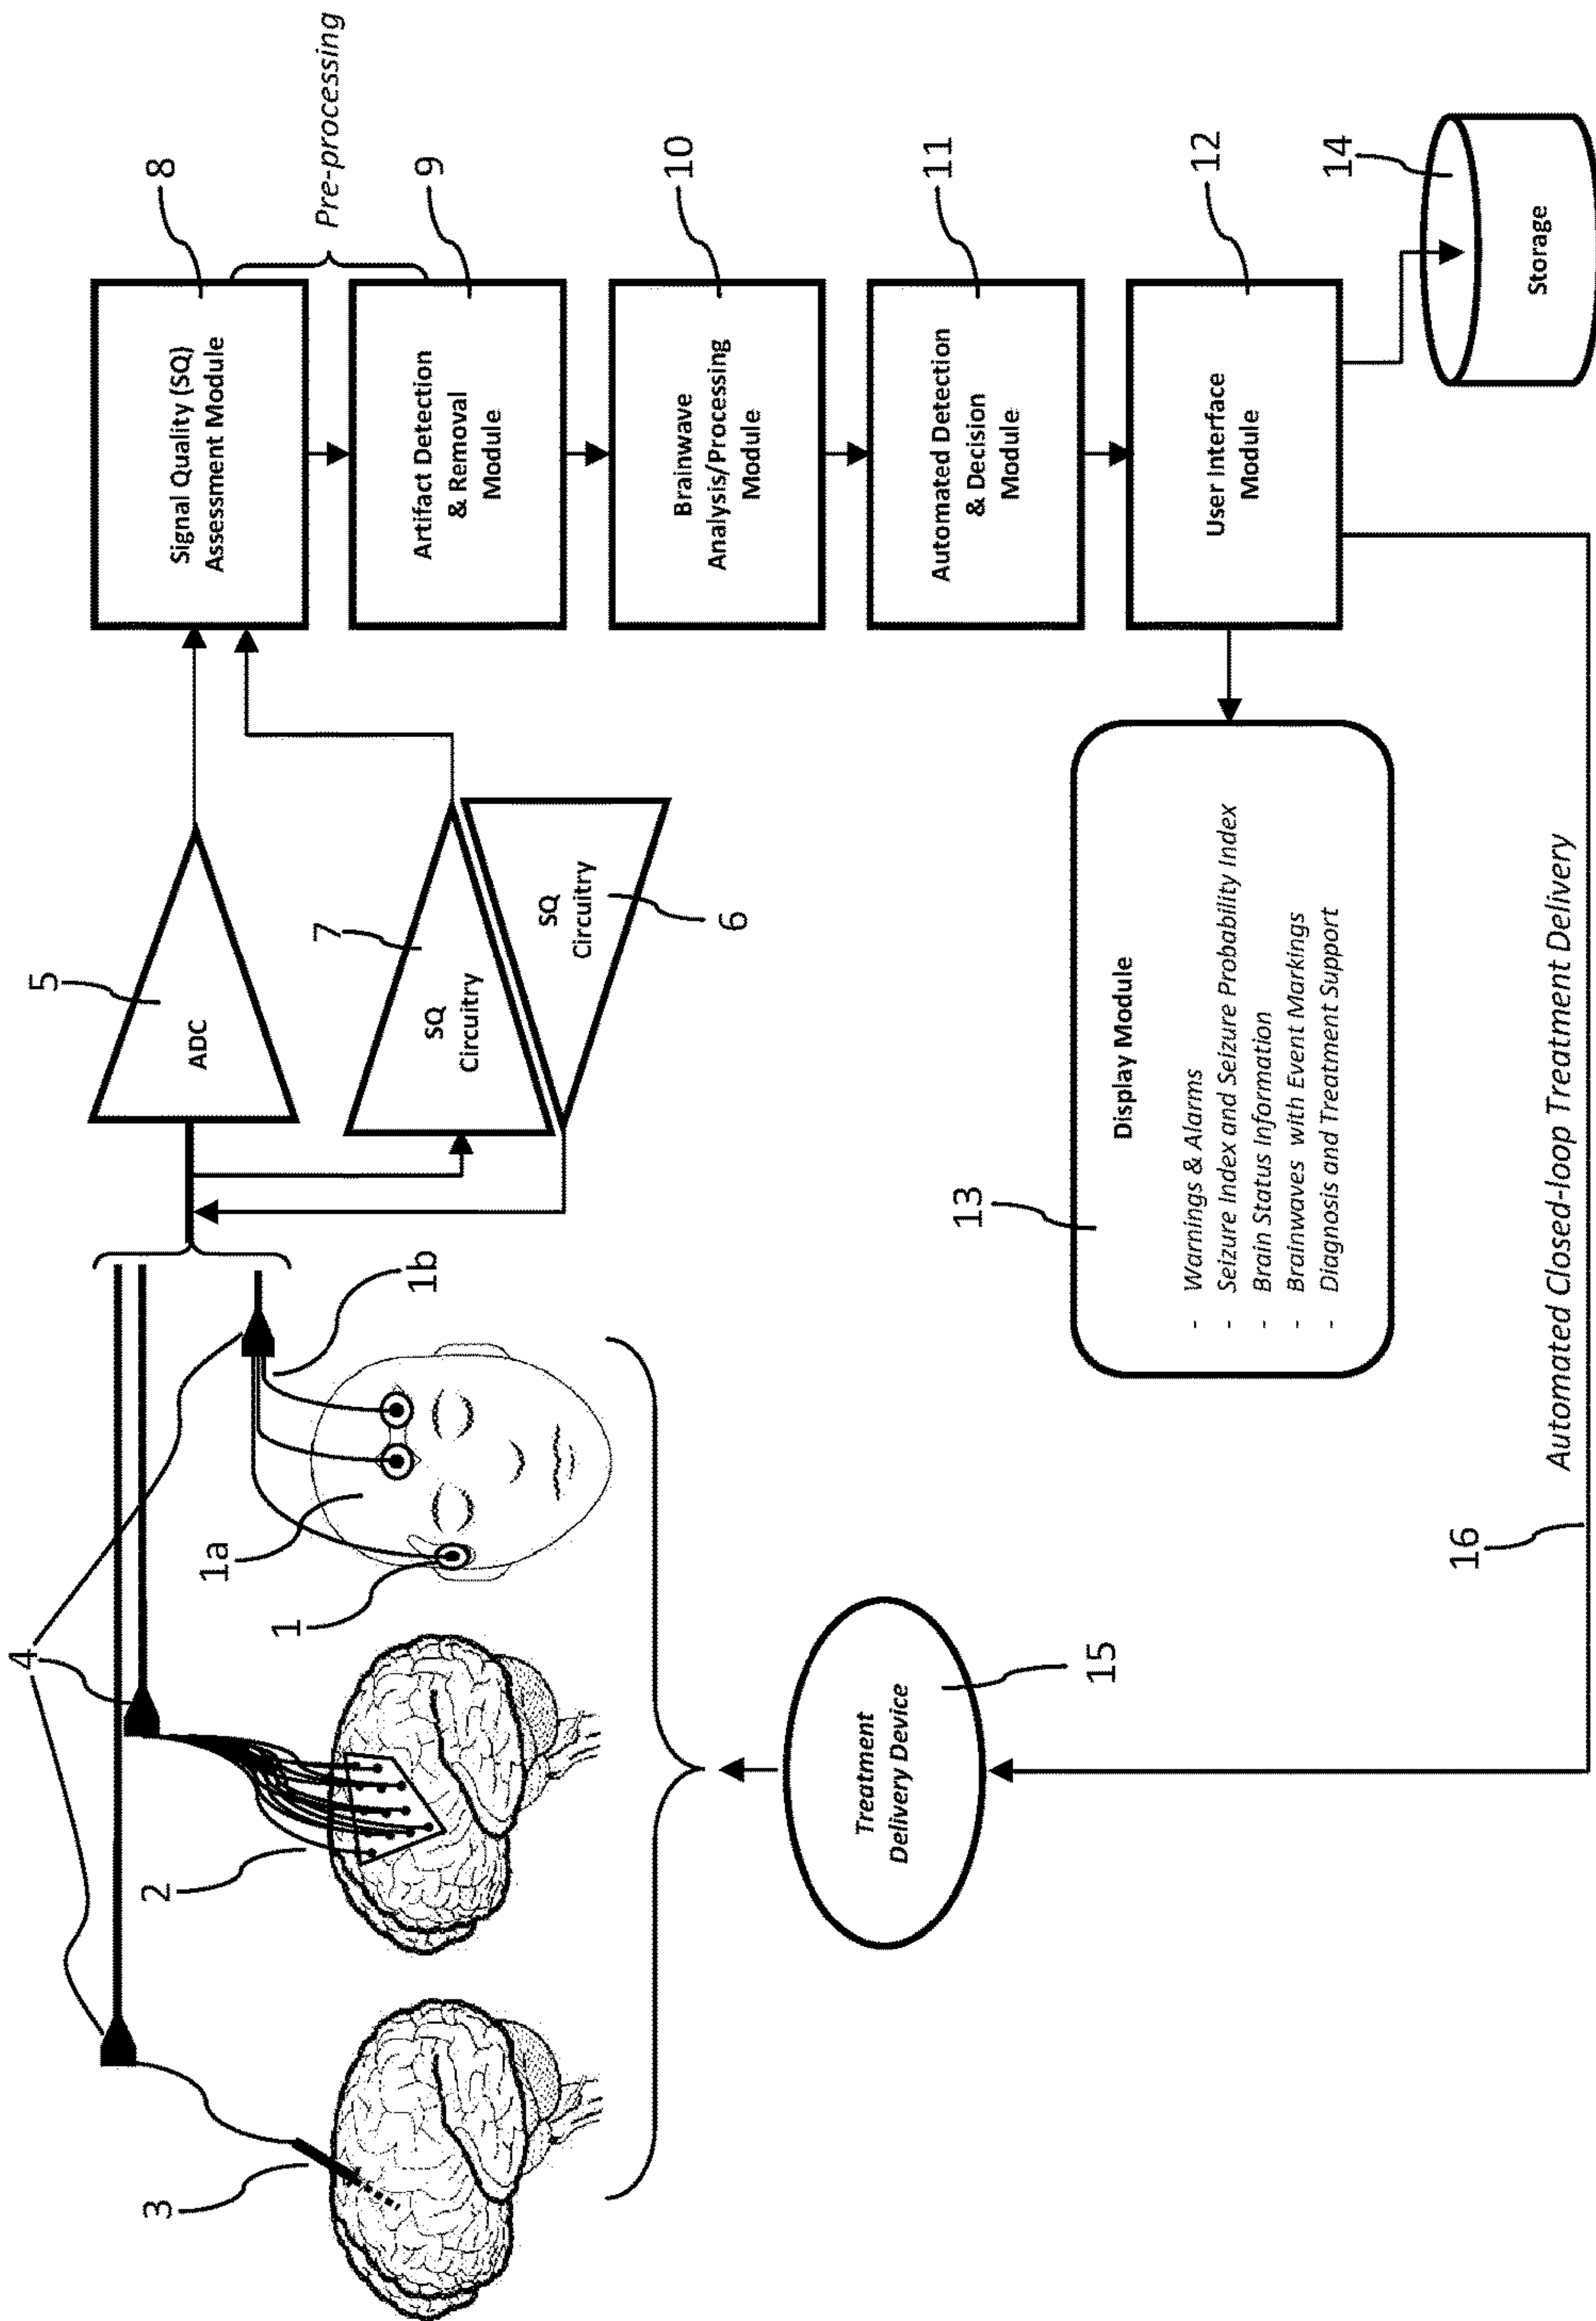 4
3
2
1
1a
1b
5
ADC
7
SQ
Circuitry
SQ
Circuitry
6
8
Signal Quality (SQ)
Assessment Module
Pre-processing
9
Artifact Detection
& Removal
Module
10
Brainwave
Analysis/Processing
Module
11
Automated Detection
& Decision
Module
12
User Interface
Module
14
Storage
13
Display Module
- Warnings & Alarms
- Seizure Index and Seizure Probability Index
- Brain Status Information
- Brainwaves with Event Markings
- Diagnosis and Treatment Support
15
Treatment
Delivery Device
16
Automated Closed-loop Treatment Delivery